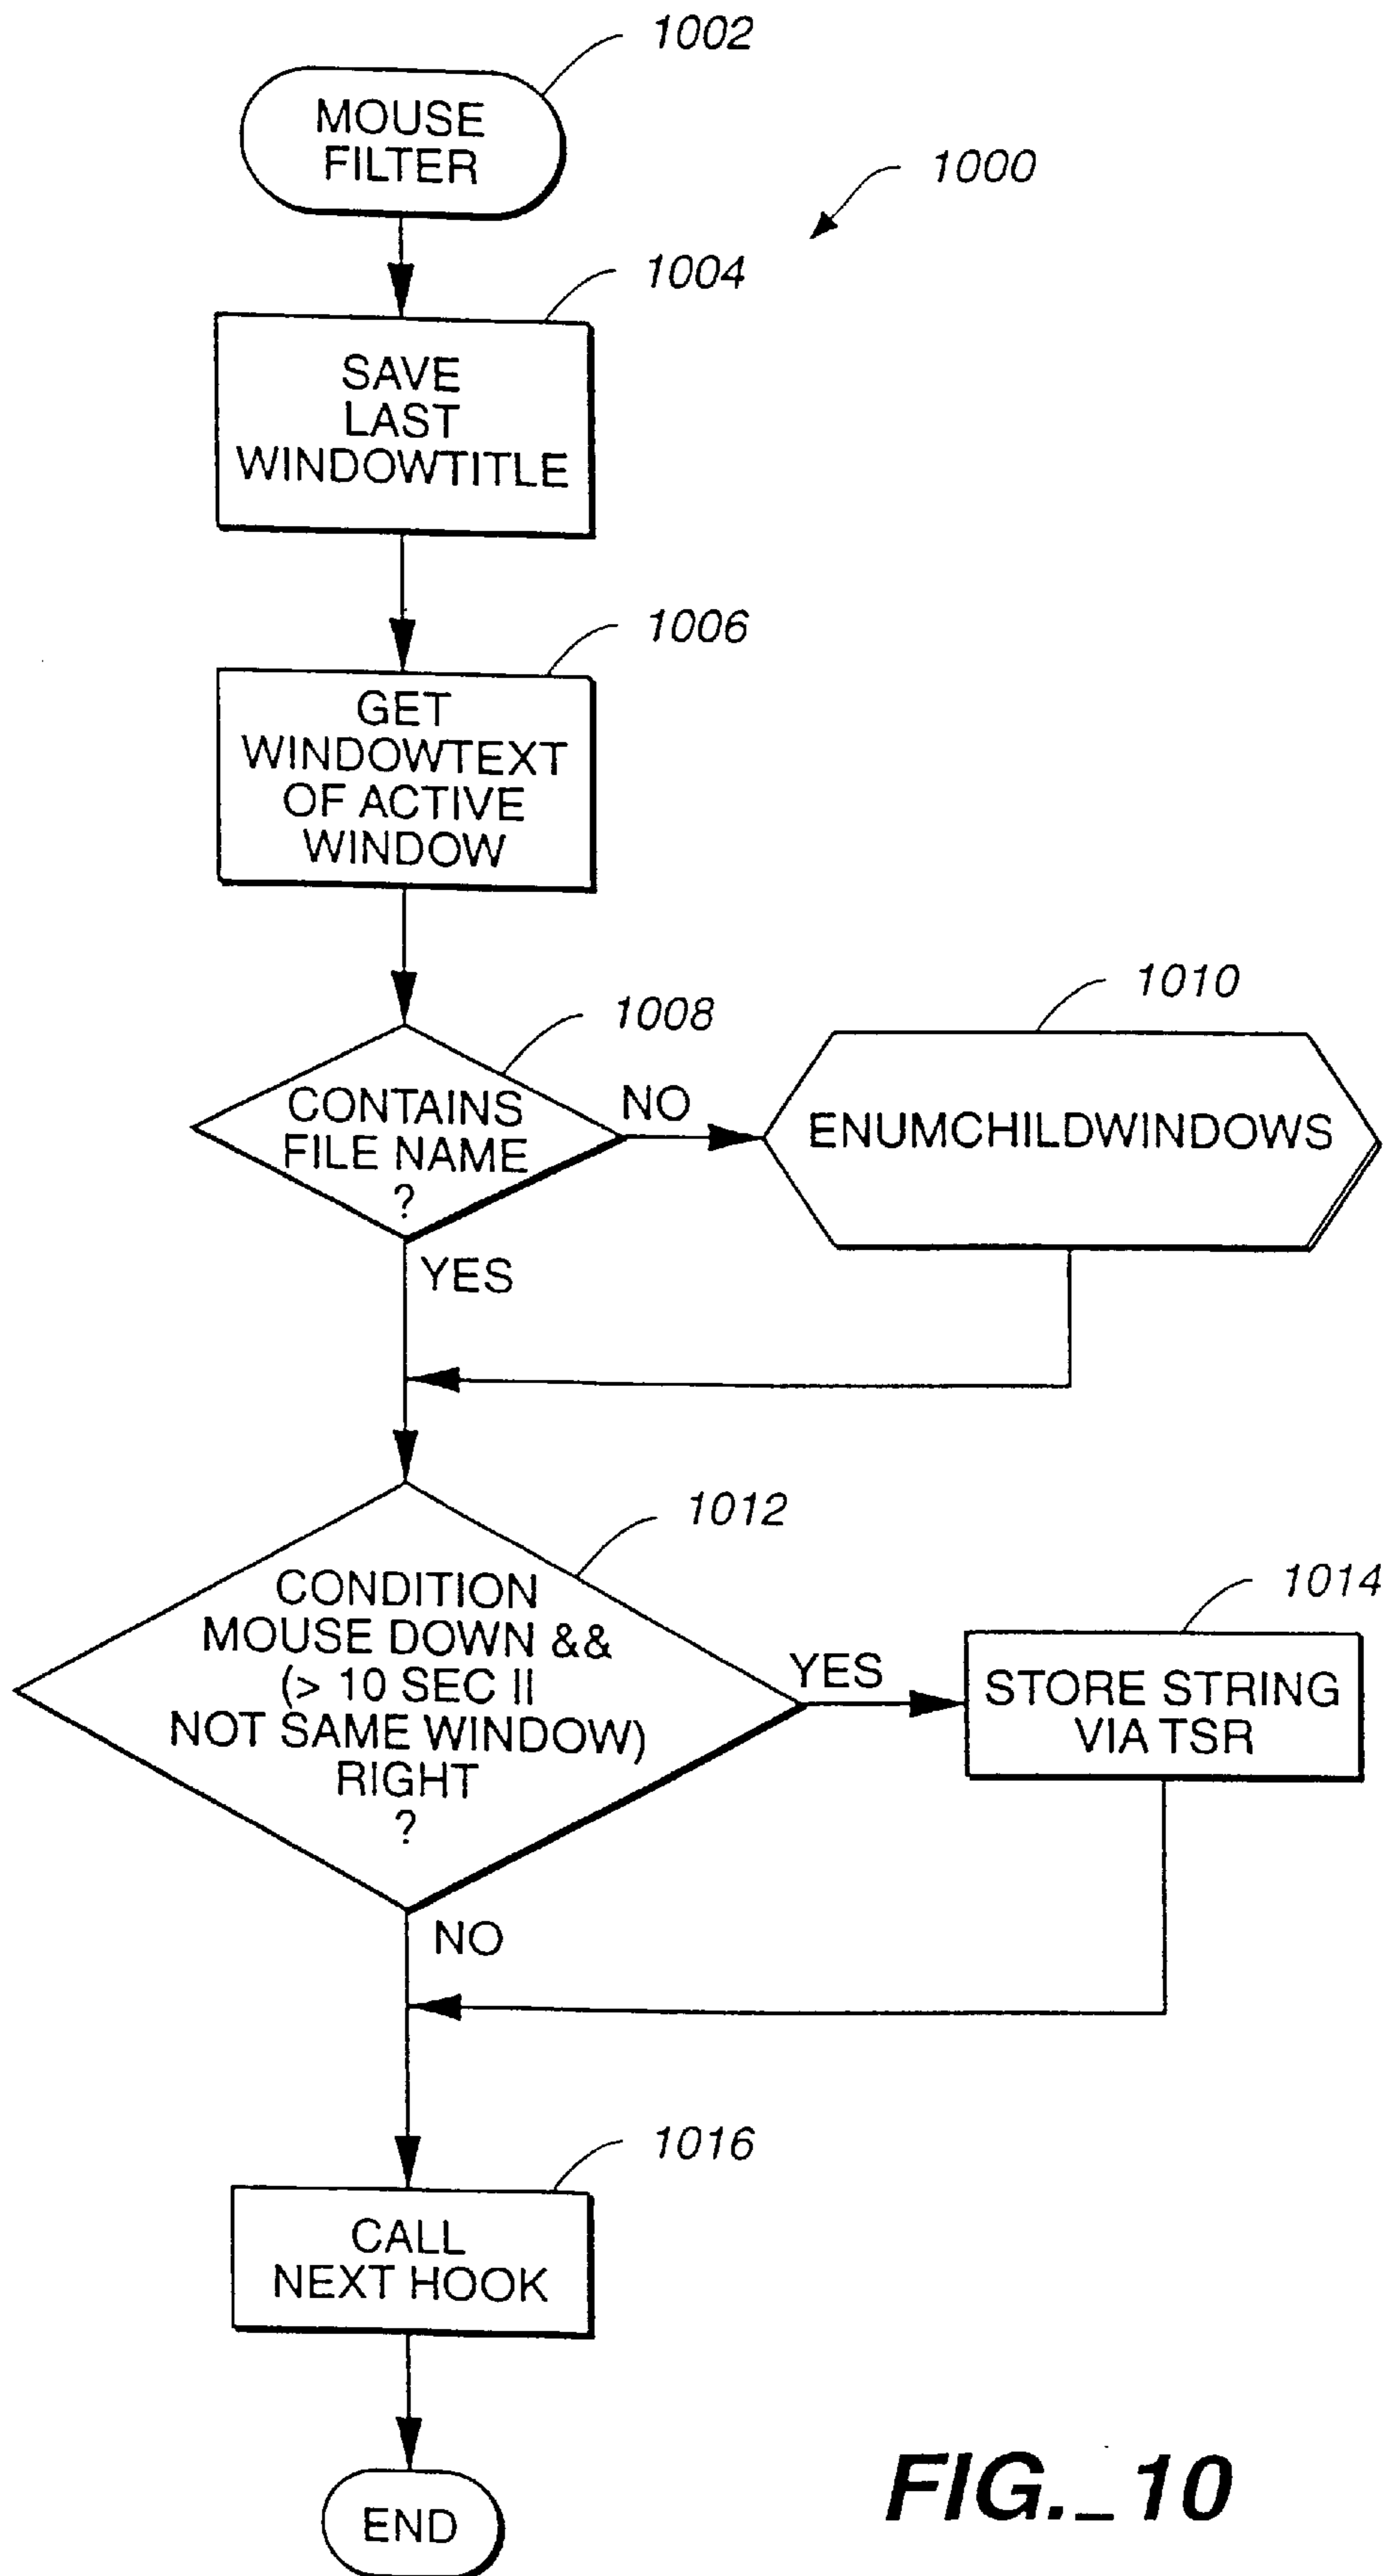 1002
MOUSE
FILTER
1000
1004
SAVE
LAST
WINDOWTITLE
1006
GET
WINDOWTEXT
OF ACTIVE
WINDOW
1008
1010
CONTAINS
FILE NAME
?
NO
ENUMCHILDWINDOWS
YES
1012
CONDITION
MOUSE DOWN &&
(> 10 SEC II
NOT SAME WINDOW)
RIGHT
?
YES
1014
STORE STRING
VIA TSR
NO
1016
CALL
NEXT HOOK
END
FIG._10